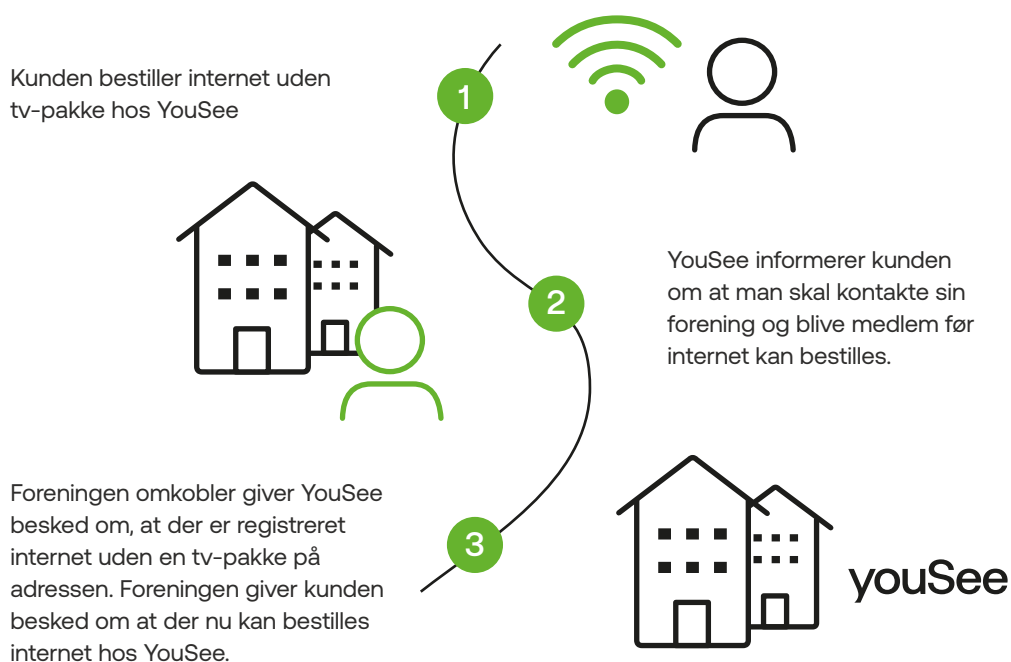 Kunden bestiller internet uden
tv-pakke hos YouSee
1
2
YouSee informerer kunden
om at man skal kontakte sin
forening og blive medlem før
internet kan bestilles.
Foreningen omkobler giver YouSee
besked om, at der er registreret
internet uden en tv-pakke på
adressen. Foreningen giver kunden
besked om at der nu kan bestilles
internet hos YouSee.
3
youSee